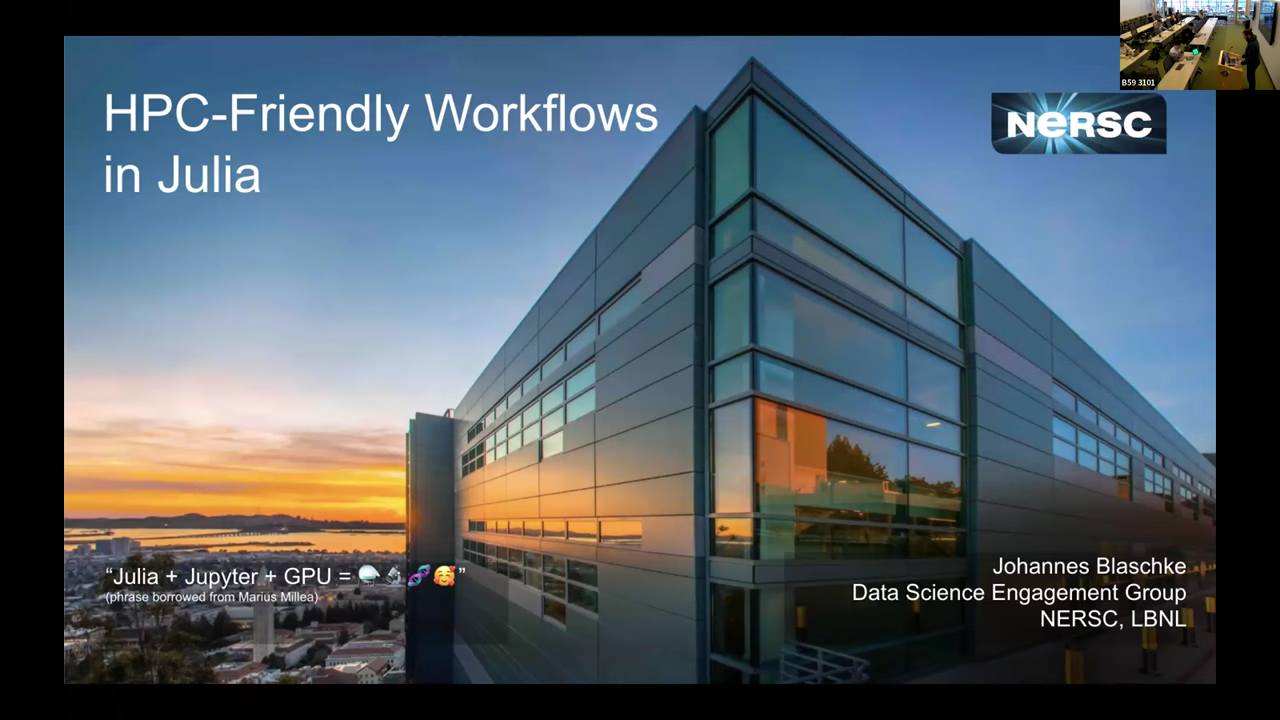 B59 3101
HPC-Friendly Workflows
in Julia
NERSC
“Julia + Jupyter + GPU = 🔭🔬🧬🥰”
(phrase borrowed from Marius Millea)
Johannes Blaschke
Data Science Engagement Group
NERSC, LBNL